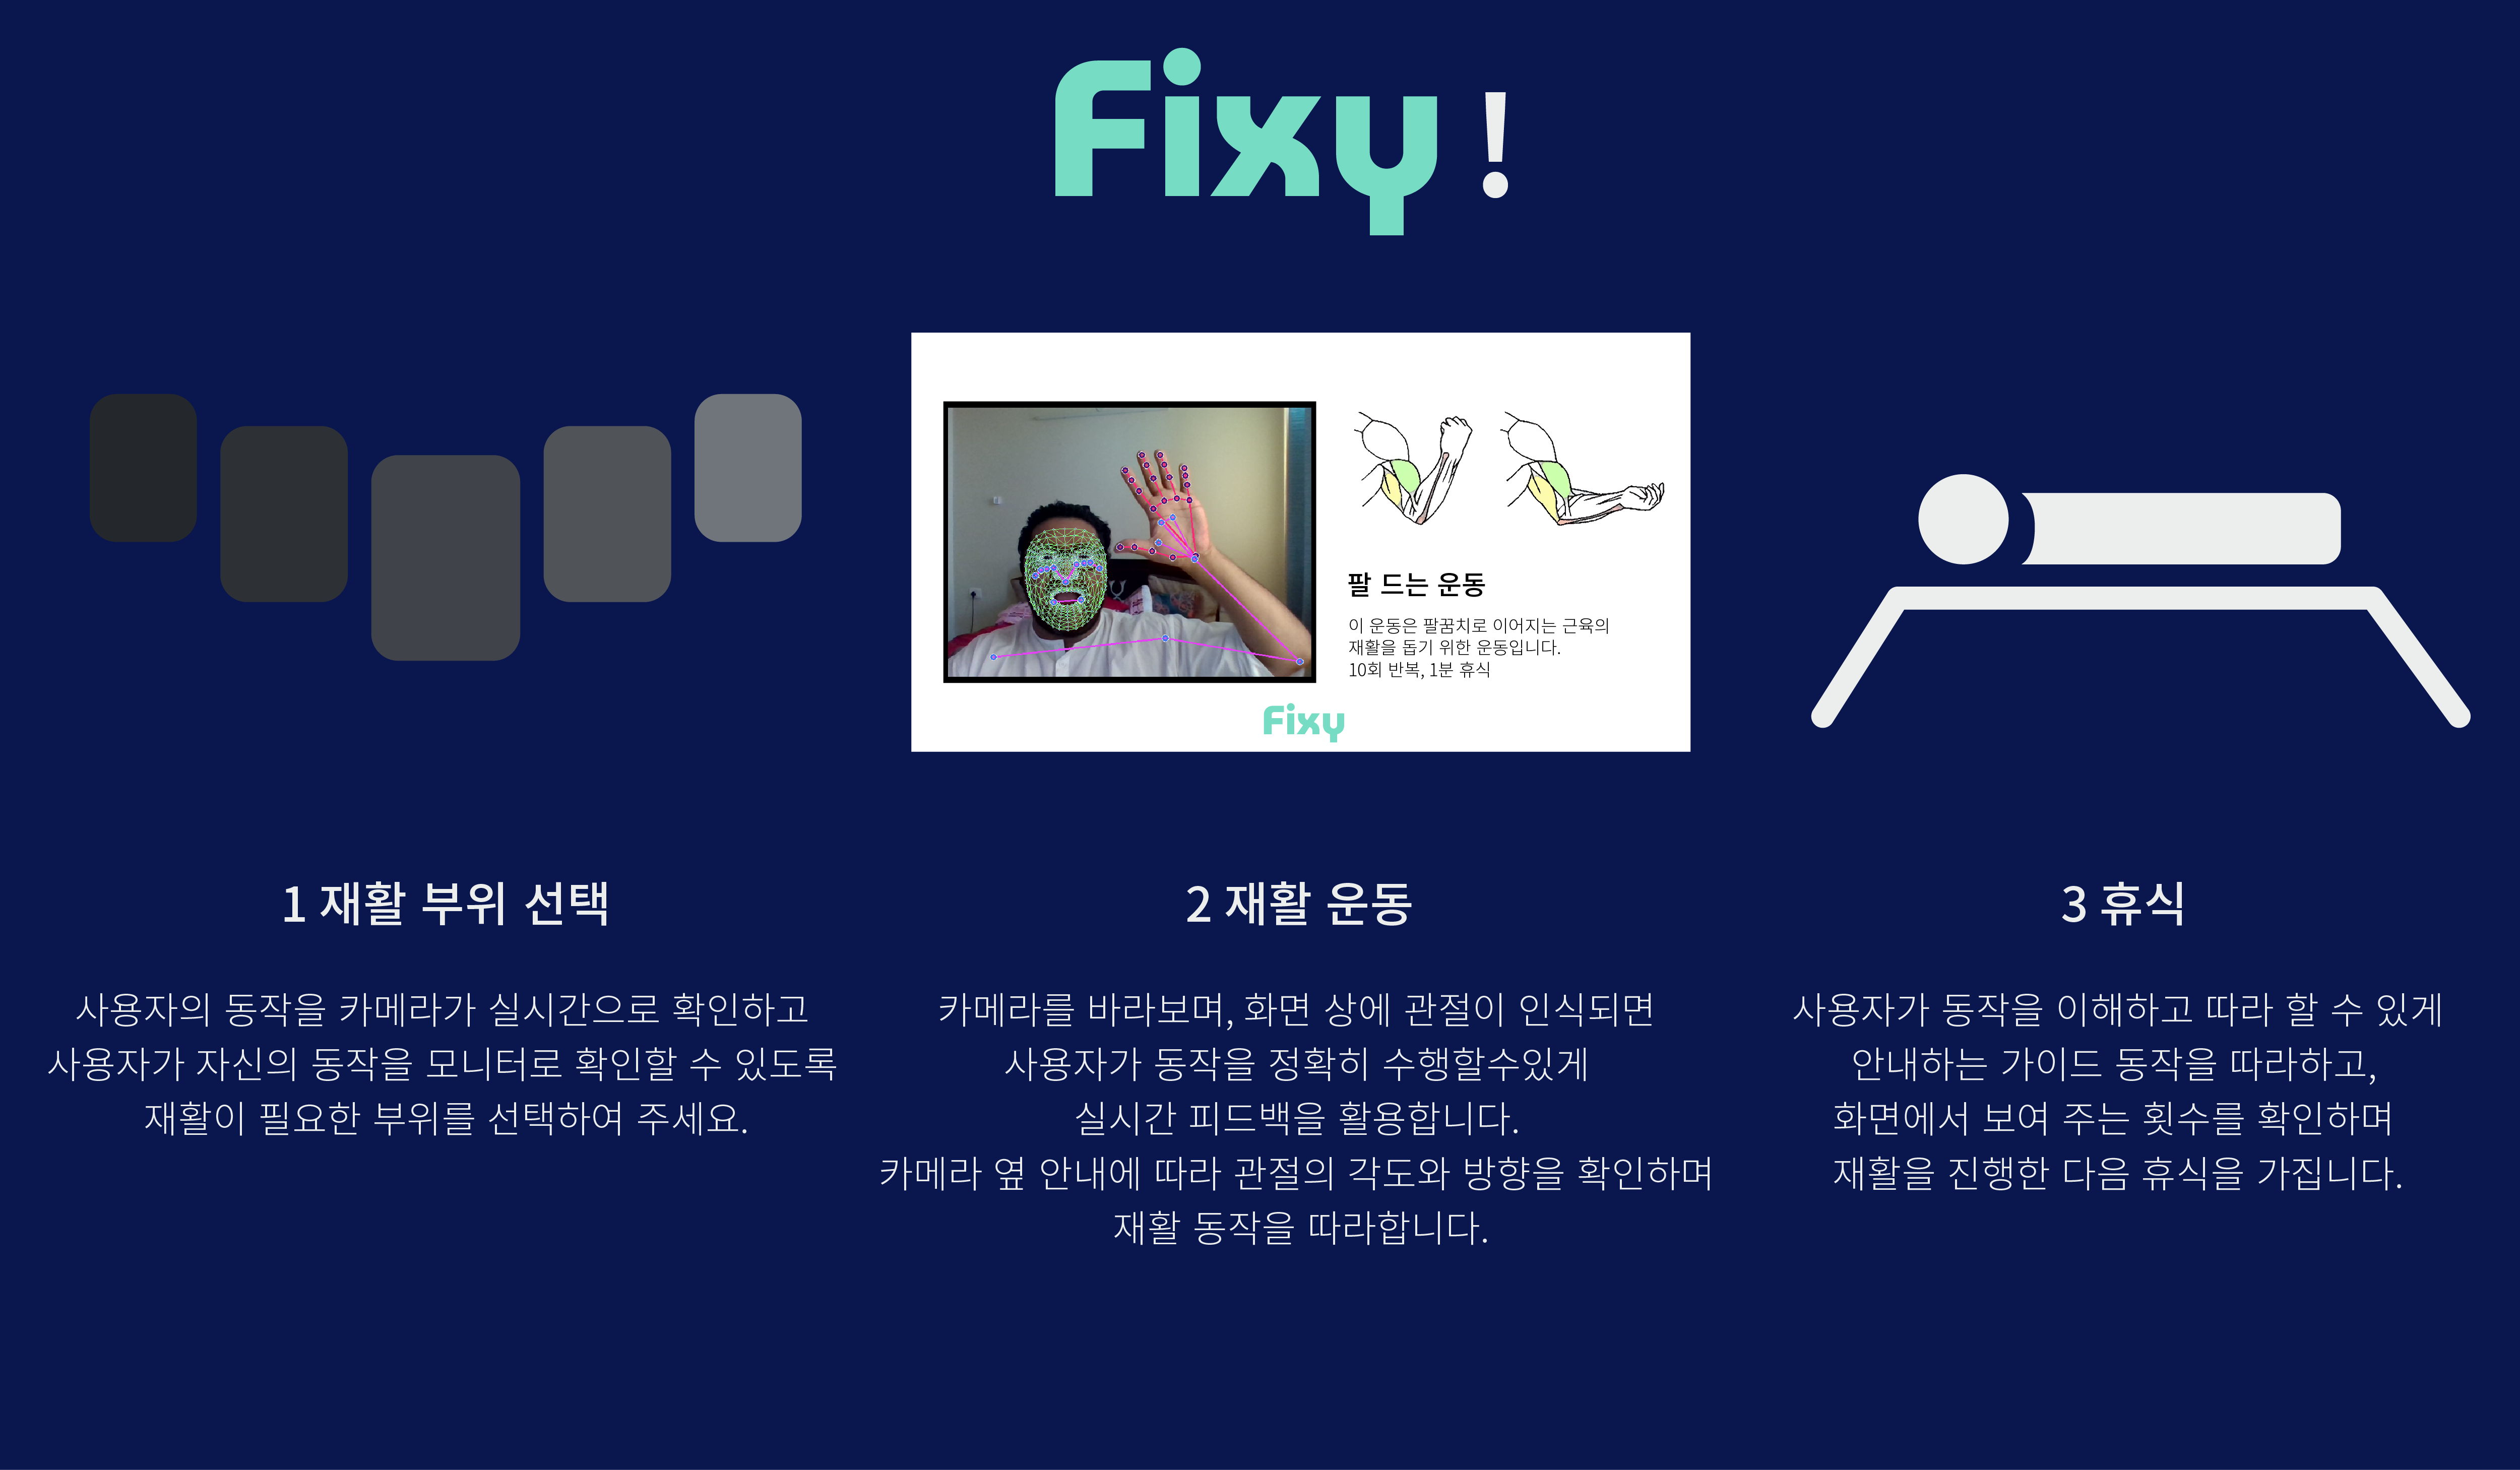 Fixy!
팔 드는 운동
이 운동은 팔꿈치로 이어지는 근육의
재활을 돕기 위한 운동입니다.
10회 반복, 1분 휴식
Fixy
1 재활 부위 선택
사용자의 동작을 카메라가 실시간으로 확인하고
사용자가 자신의 동작을 모니터로 확인할 수 있도록
재활이 필요한 부위를 선택하여 주세요.
2 재활 운동
카메라를 바라보며, 화면 상에 관절이 인식되면
사용자가 동작을 정확히 수행할수있게
실시간 피드백을 활용합니다.
카메라 옆 안내에 따라 관절의 각도와 방향을 확인하며
재활 동작을 따라합니다.
3 휴식
사용자가 동작을 이해하고 따라 할 수 있게
안내하는 가이드 동작을 따라하고,
화면에서 보여 주는 횟수를 확인하며
재활을 진행한 다음 휴식을 가집니다.